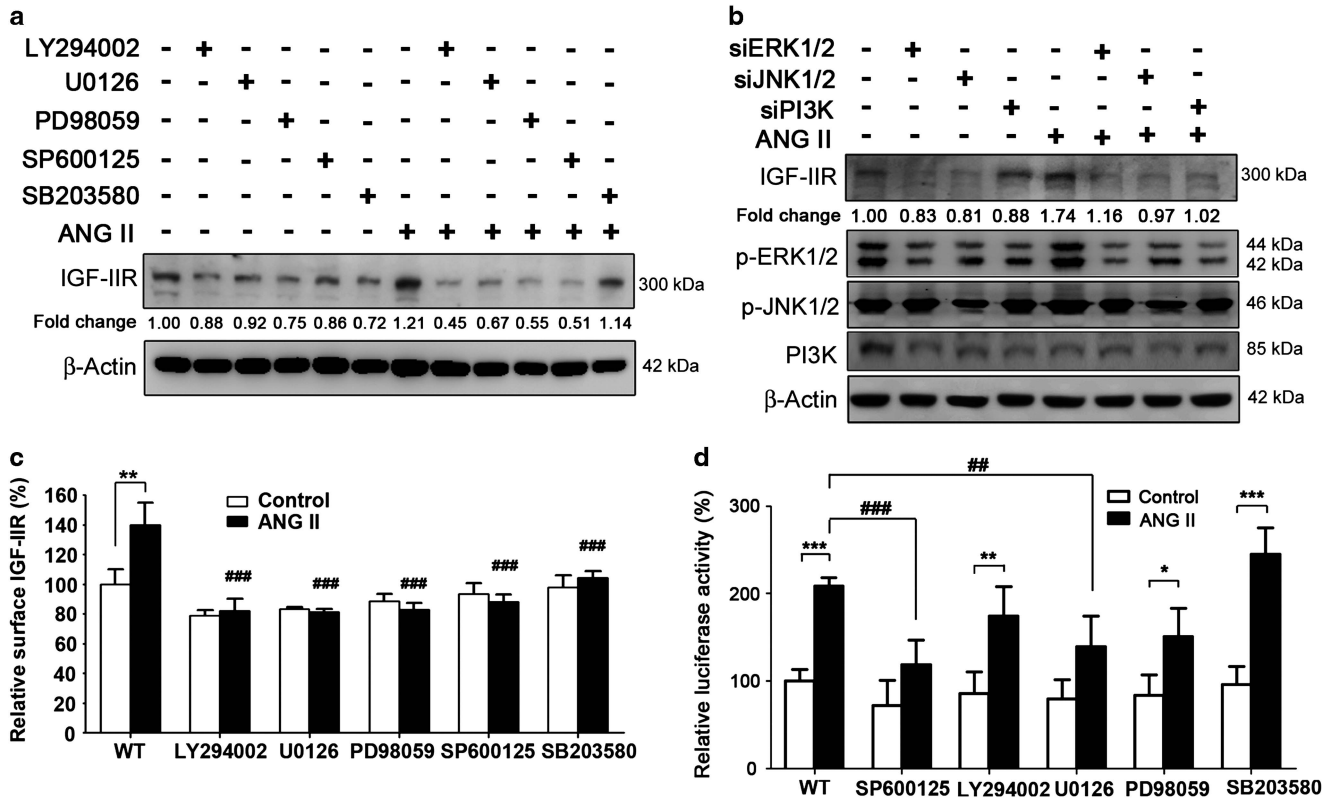 a
LY294002 - + - - - - - + - - - -
U0126 - - + - - - - - + - - -
PD98059 - - - + - - - - - + - -
SP600125 - - - - + - - - - - + -
SB203580 - - - - - + - - - - - +
ANG II - - - - - - + + + + + +
IGF-IIR 300 kDa
Fold change 1.00 0.88 0.92 0.75 0.86 0.72 1.21 0.45 0.67 0.55 0.51 1.14
β-Actin 42 kDa
b
siERK1/2 - + - - - + - -
siJNK1/2 - - + - - - + -
siPI3K - - - + - - - +
ANG II - - - - + + + +
IGF-IIR 300 kDa
Fold change 1.00 0.83 0.81 0.88 1.74 1.16 0.97 1.02
p-ERK1/2 44 kDa
42 kDa
p-JNK1/2 46 kDa
PI3K 85 kDa
β-Actin 42 kDa
c
Relative surface IGF-IIR (%)
160
140
120
100
80
60
40
20
0
**
Control
ANG II
### ### ### ### ###
WT LY294002 U0126 PD98059 SP600125 SB203580
d
Relative luciferase activity (%)
300
200
100
0
##
###
Control
ANG II
*** ** * ***
WT SP600125 LY294002 U0126 PD98059 SB203580